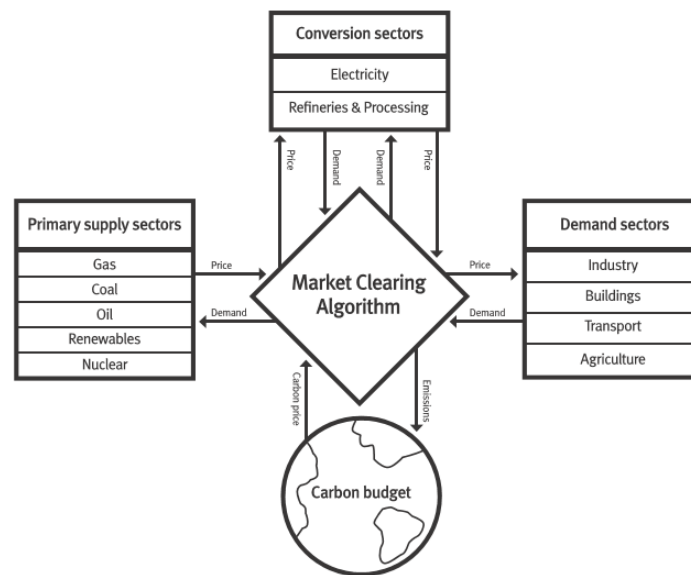 Conversion sectors
Electricity
Refineries & Processing
Price
Demand
Demand
Price
Primary supply sectors
Gas
Coal
Oil
Renewables
Nuclear
Price
Demand
Market Clearing
Algorithm
Price
Demand
Demand sectors
Industry
Buildings
Transport
Agriculture
Carbon price
Emissions
Carbon budget